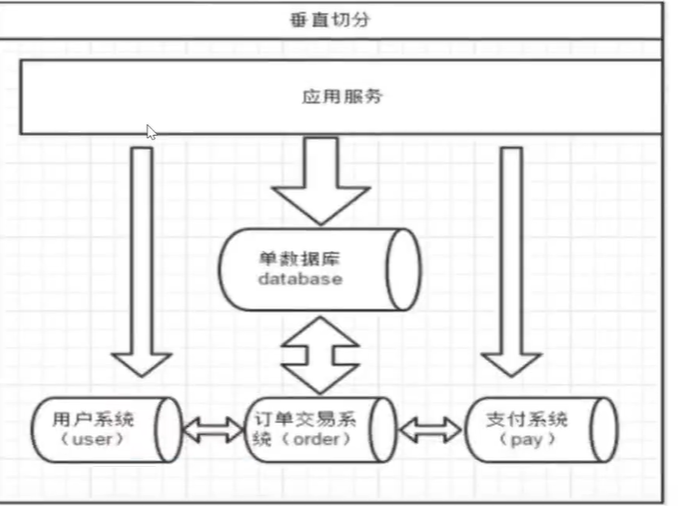 垂直切分
应用服务
单数据库
database
用户系统
（user）
订单交易系
统（order）
支付系统
（pay）